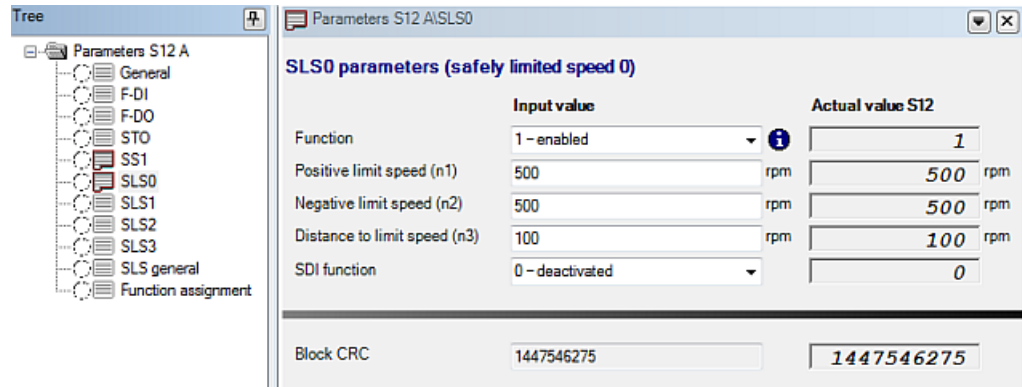 Tree
Parameters S12 A
General
F-DI
F-DO
STO
SS1
SLS0
SLS1
SLS2
SLS3
SLS general
Function assignment
Parameters S12 A\SLS0
SLS0 parameters (safely limited speed 0)
Input value Actual value S12
Function 1 – enabled 1
Positive limit speed (n1) 500 rpm 500 rpm
Negative limit speed (n2) 500 rpm 500 rpm
Distance to limit speed (n3) 100 rpm 100 rpm
SDI function 0 – deactivated 0
Block CRC 1447546275 1447546275